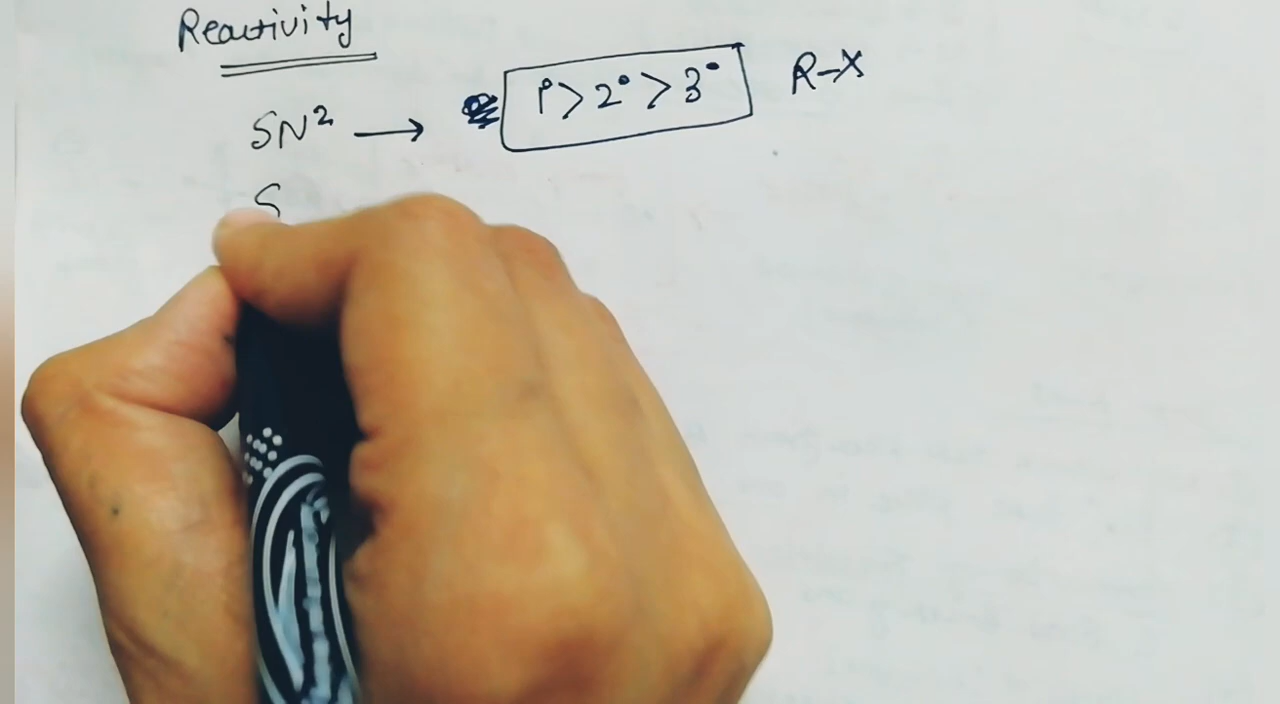 Reactivity
SN² → 1°>2°>3° R-X
S